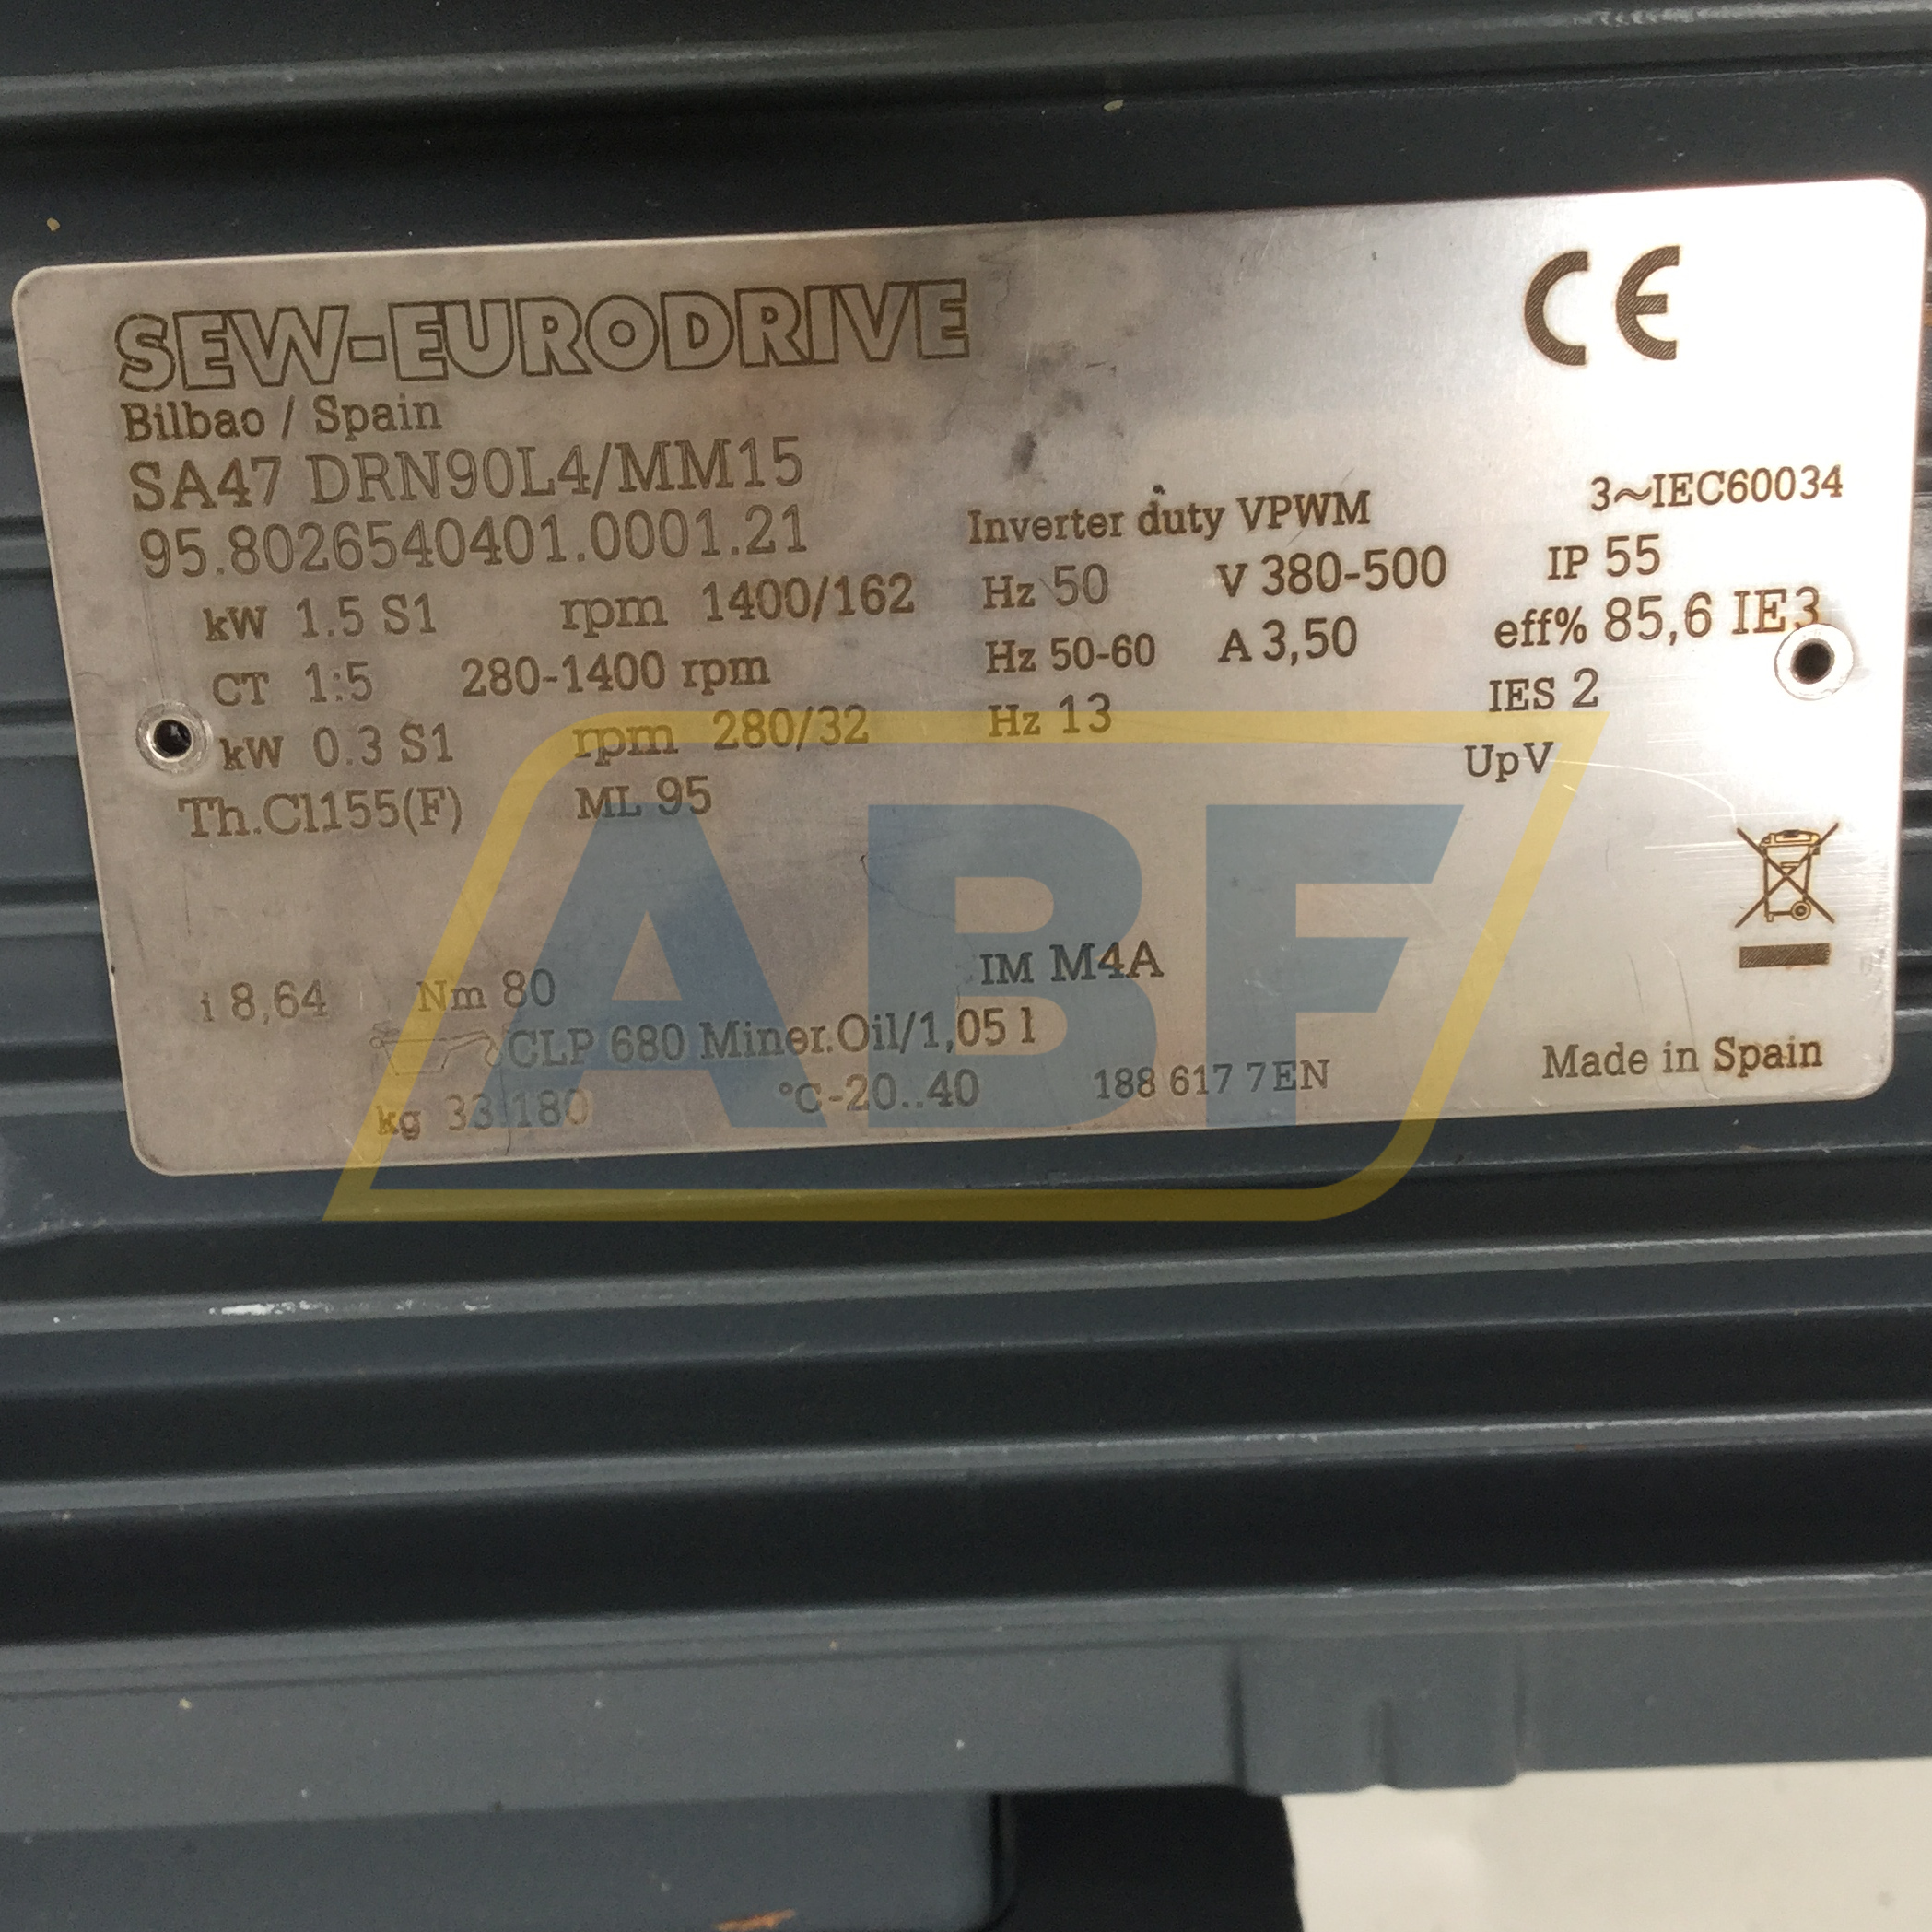 SEW-EURODRIVE
CE
Bilbao / Spain
SA47 DRN90L4/MM15
3~IEC60034
95.8026540401.0001.21
Inverter duty VPWM
kW 1.5 S1 rpm 1400/162 Hz 50 V 380-500 IP 55
CT 1:5 280-1400 rpm Hz 50-60 A 3,50 eff% 85,6 IE3
kW 0.3 S1 rpm 280/32 Hz 13 IES 2
Th.Cl155(F) ML 95 UpV
i 8,64 Nm 80 IM M4A
CLP 680 Miner.Oil/1,05 l
kg 33.180 °C -20..40 188 617 7EN Made in Spain
ABF